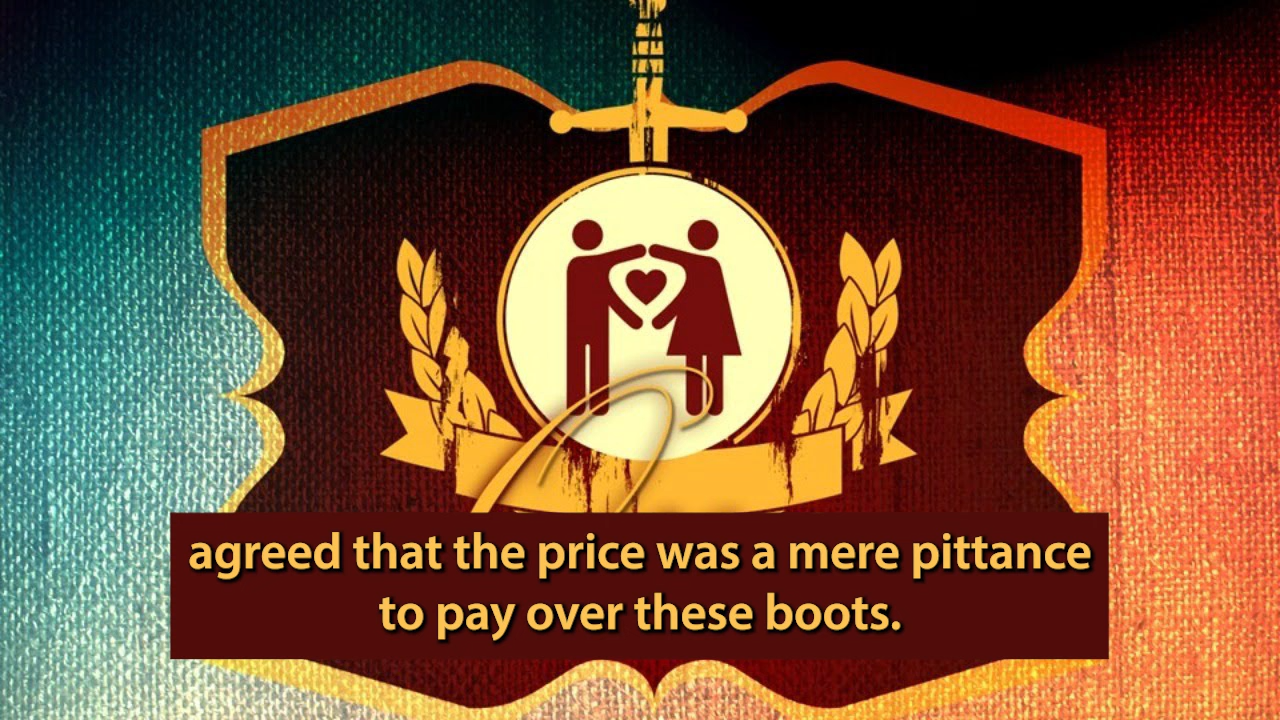 agreed that the price was a mere pittance
to pay over these boots.